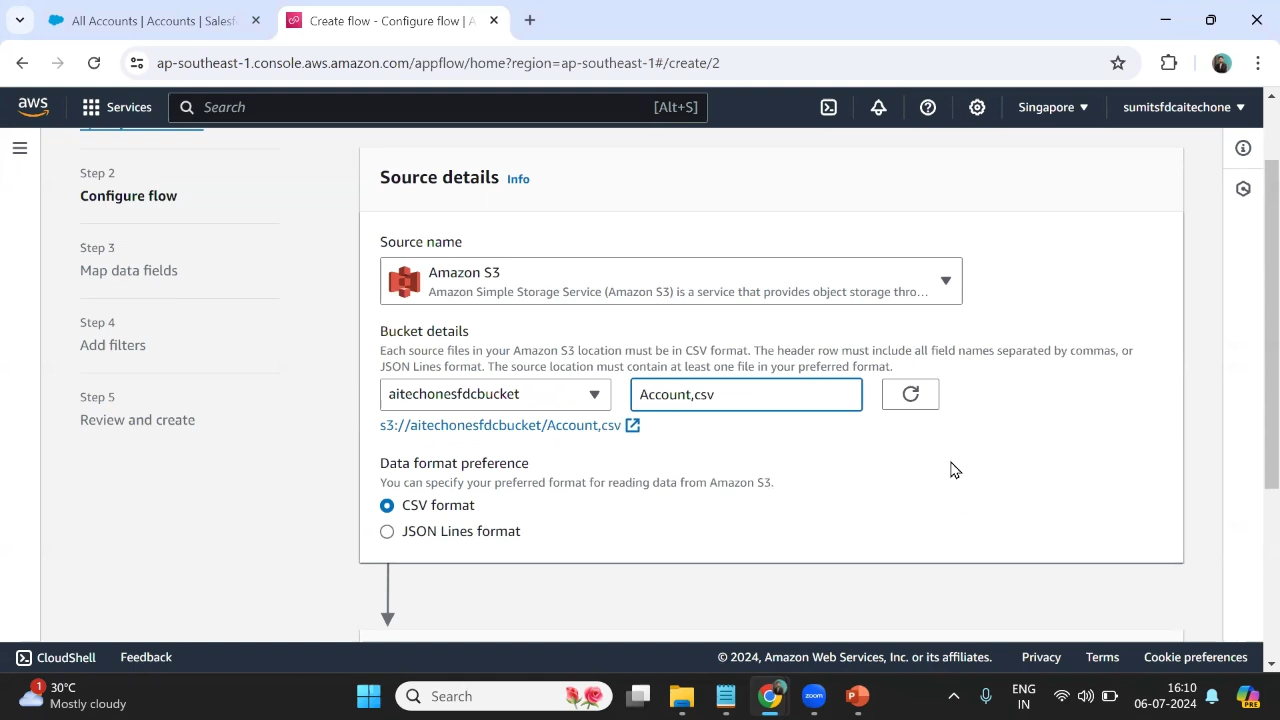 All Accounts | Accounts | Salesf
Create flow - Configure flow | A
ap-southeast-1.console.aws.amazon.com/appflow/home?region=ap-southeast-1#/create/2
aws
Services
Search
[Alt+S]
Singapore
sumitsfdcaitechone
Step 2
Configure flow
Step 3
Map data fields
Step 4
Add filters
Step 5
Review and create
Source details Info
Source name
Amazon S3
Amazon Simple Storage Service (Amazon S3) is a service that provides object storage thro...
Bucket details
Each source files in your Amazon S3 location must be in CSV format. The header row must include all field names separated by commas, or
JSON Lines format. The source location must contain at least one file in your preferred format.
aitechonesfdcbucket
Account,csv
s3://aitechonesfdcbucket/Account,csv
Data format preference
You can specify your preferred format for reading data from Amazon S3.
CSV format
JSON Lines format
CloudShell
Feedback
© 2024, Amazon Web Services, Inc. or its affiliates.
Privacy
Terms
Cookie preferences
1
30°C
Mostly cloudy
Search
zoom
ENG
IN
16:10
06-07-2024
PRE